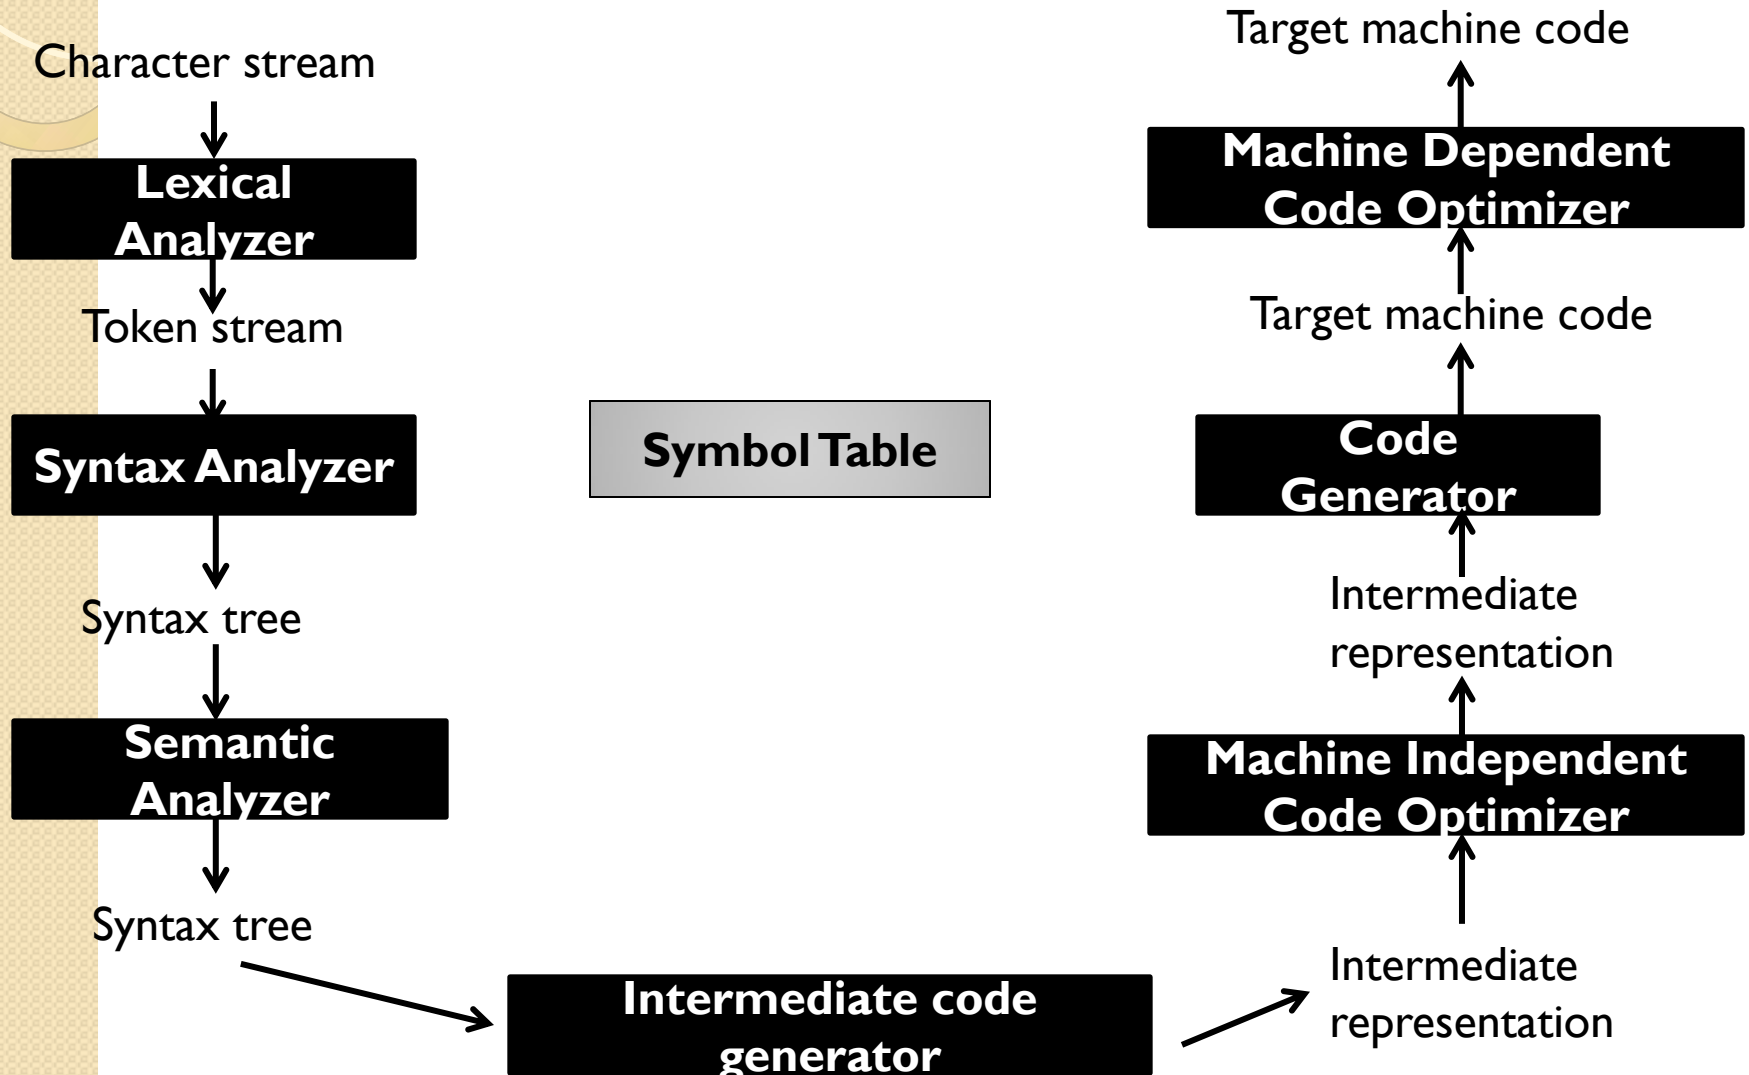 Character stream
Lexical
Analyzer
Token stream
Syntax Analyzer
Syntax tree
Semantic
Analyzer
Syntax tree
Intermediate code
generator
Symbol Table
Intermediate
representation
Machine Independent
Code Optimizer
Intermediate
representation
Code
Generator
Target machine code
Machine Dependent
Code Optimizer
Target machine code